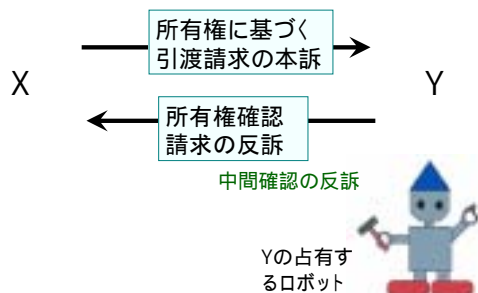 所有権に基づく
引渡請求の本訴
X
Y
所有権確認
請求の反訴
中間確認の反訴
Yの占有す
るロボット